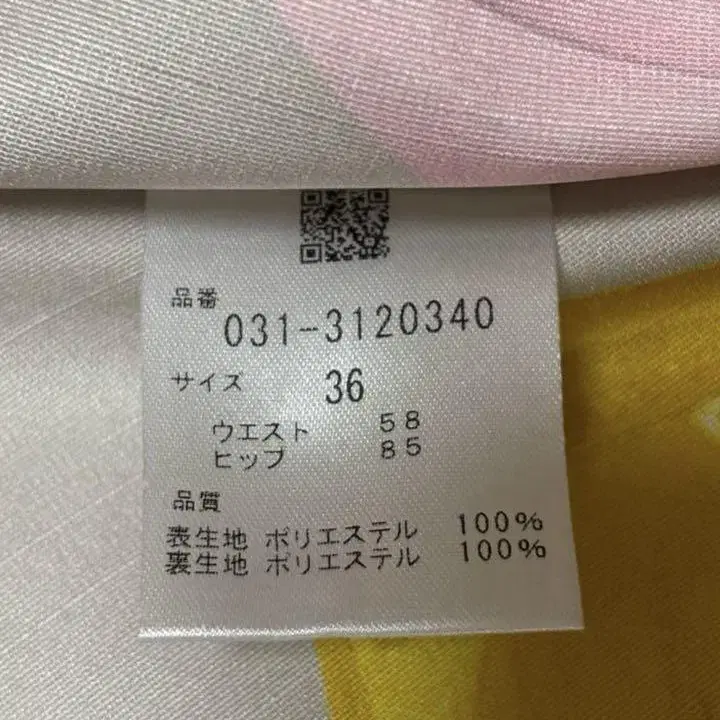 品番
031-3120340
サイズ 36
ウエスト 58
ヒップ 85
品質
表生地 ポリエステル 100%
裏生地 ポリエステル 100%